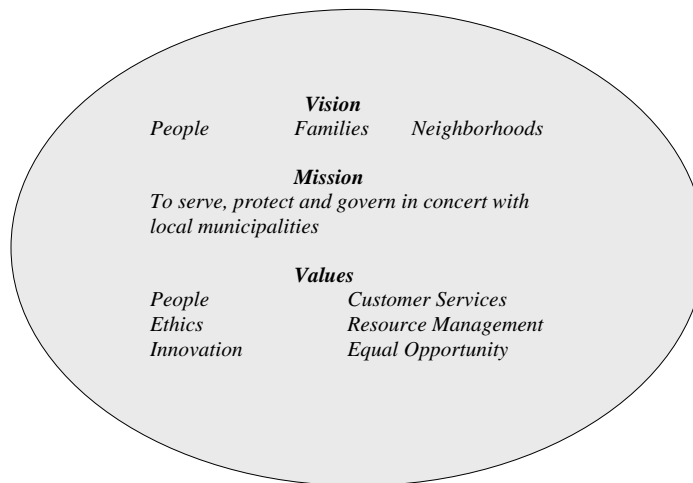 Vision
People Families Neighborhoods
Mission
To serve, protect and govern in concert with
local municipalities
Values
People Customer Services
Ethics Resource Management
Innovation Equal Opportunity